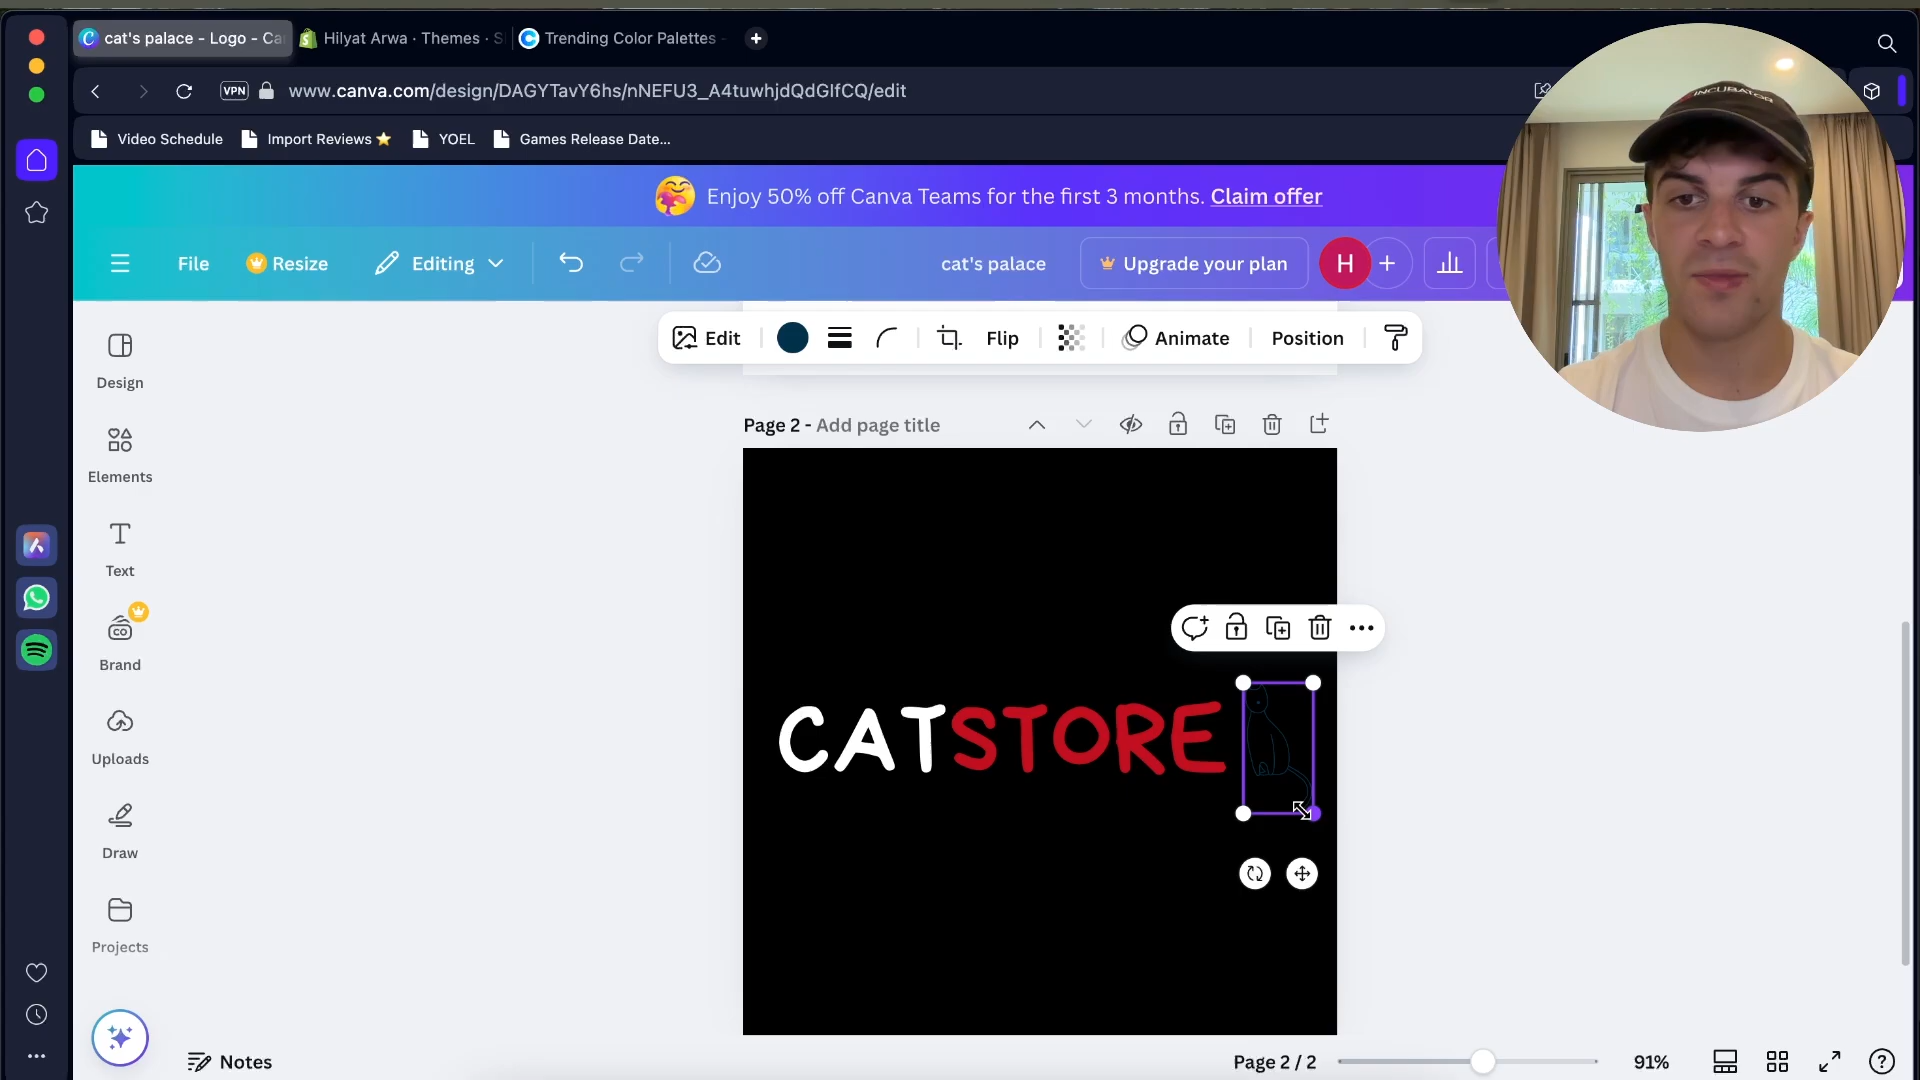 cat's palace - Logo - Ca
Hilyat Arwa · Themes · S
Trending Color Palettes
VPN
www.canva.com/design/DAGYTavY6hs/nNEFU3_A4tuwhjdQdGIfCQ/edit
Video Schedule
Import Reviews ⭐
YOEL
Games Release Date...
INCUBATOR
Enjoy 50% off Canva Teams for the first 3 months. Claim offer
File
Resize
Editing
cat's palace
Upgrade your plan
H
Edit
Flip
Animate
Position
Design
Elements
Text
Brand
Uploads
Draw
Projects
Page 2 - Add page title
CATSTORE
Notes
Page 2 / 2
91%